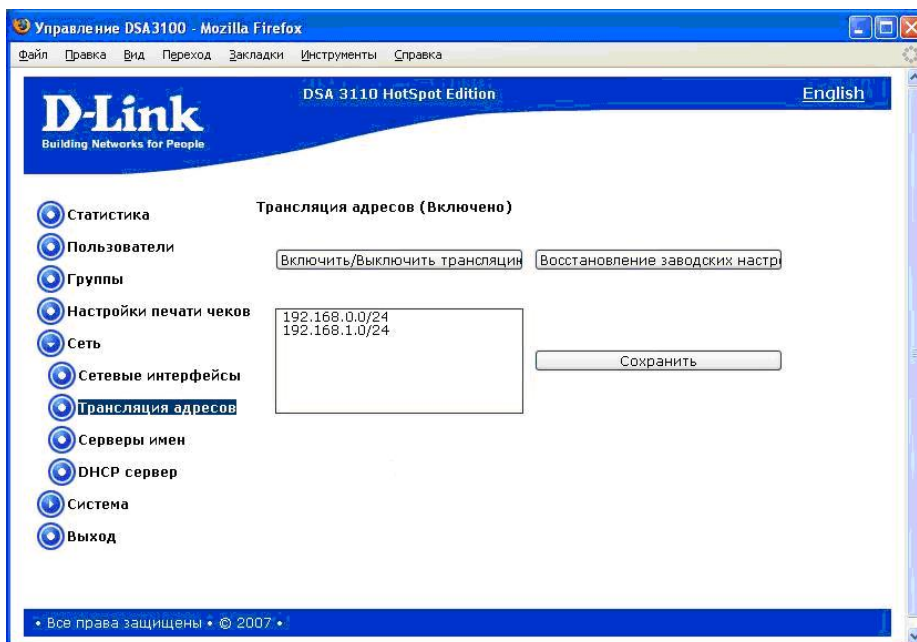 Управление DSA3100 - Mozilla Firefox
Файл Правка Вид Переход Закладки Инструменты Справка
D-Link
Building Networks for People
DSA 3110 HotSpot Edition
English
Трансляция адресов (Включено)
Статистика
Пользователи
Группы
Настройки печати чеков
Сеть
Сетевые интерфейсы
Трансляция адресов
Серверы имен
DHCP сервер
Система
Выход
Включить/Выключить трансляцин
Восстановление заводских настр
192.168.0.0/24
192.168.1.0/24
Сохранить
• Все права защищены • © 2007 •